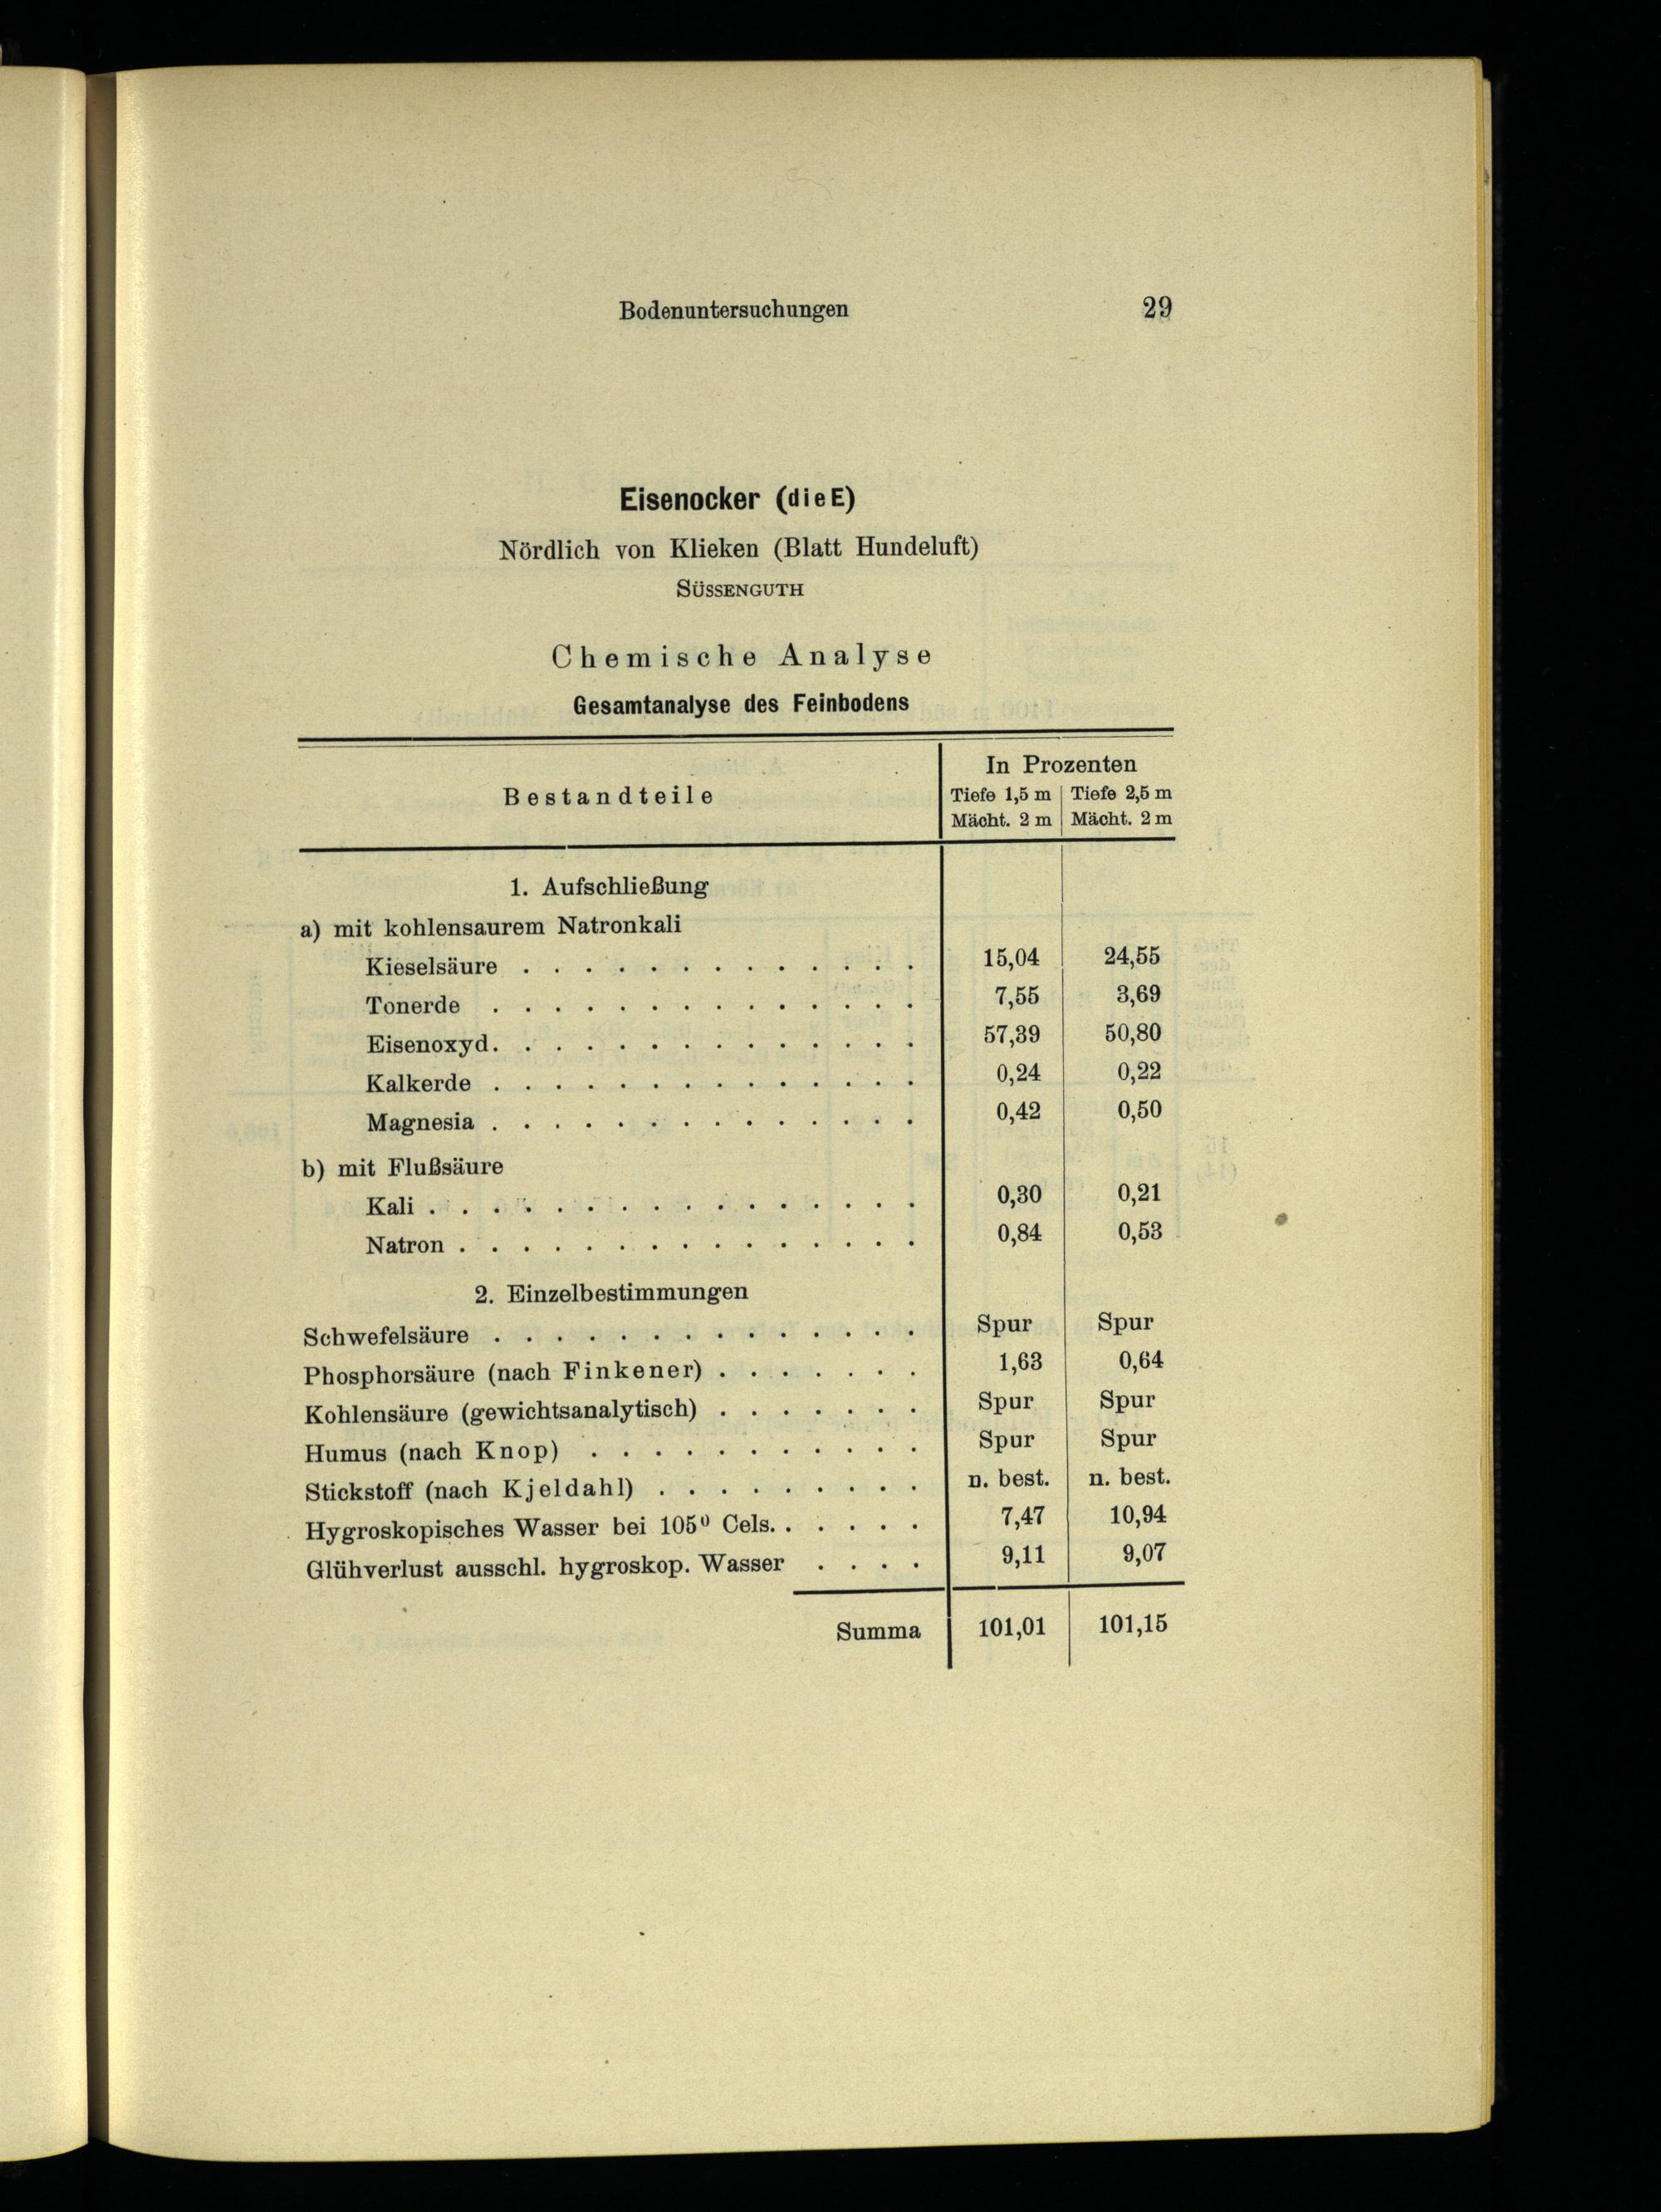 Bodenuntersuchungen 29
Eisenocker (die E)
Nördlich von Klieken (Blatt Hundeluft)
SÜSSENGUTH
Chemische Analyse
Gesamtanalyse des Feinbodens
Bestandteile
In Prozenten
Tiefe 1,5 m Tiefe 2,5 m
Mächt. 2 m Mächt. 2 m
1. Aufschließung
a) mit kohlensaurem Natronkali
Kieselsäure . . . . . . . . . . . . . 15,04 24,55
Tonerde . . . . . . . . . . . . . . 7,55 3,69
Eisenoxyd. . . . . . . . . . . . . . 57,39 50,80
Kalkerde . . . . . . . . . . . . . . 0,24 0,22
Magnesia . . . . . . . . . . . . . . 0,42 0,50
b) mit Flußsäure
Kali . . . . . . . . . . . . . . . . 0,30 0,21
Natron . . . . . . . . . . . . . . . 0,84 0,53
2. Einzelbestimmungen
Schwefelsäure . . . . . . . . . . . . . . Spur Spur
Phosphorsäure (nach Finkener) . . . . . . . 1,63 0,64
Kohlensäure (gewichtsanalytisch) . . . . . . . Spur Spur
Humus (nach Knop) . . . . . . . . . . . Spur Spur
Stickstoff (nach Kjeldahl) . . . . . . . . . n. best. n. best.
Hygroskopisches Wasser bei 105⁰ Cels. . . . . . 7,47 10,94
Glühverlust ausschl. hygroskop. Wasser . . . . 9,11 9,07
Summa 101,01 101,15